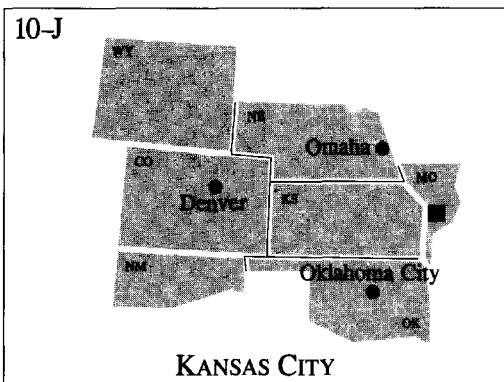 10-J
WY
NE
Omaha
CO
MO
Denver
KS
NM
Oklahoma City
OK
KANSAS CITY